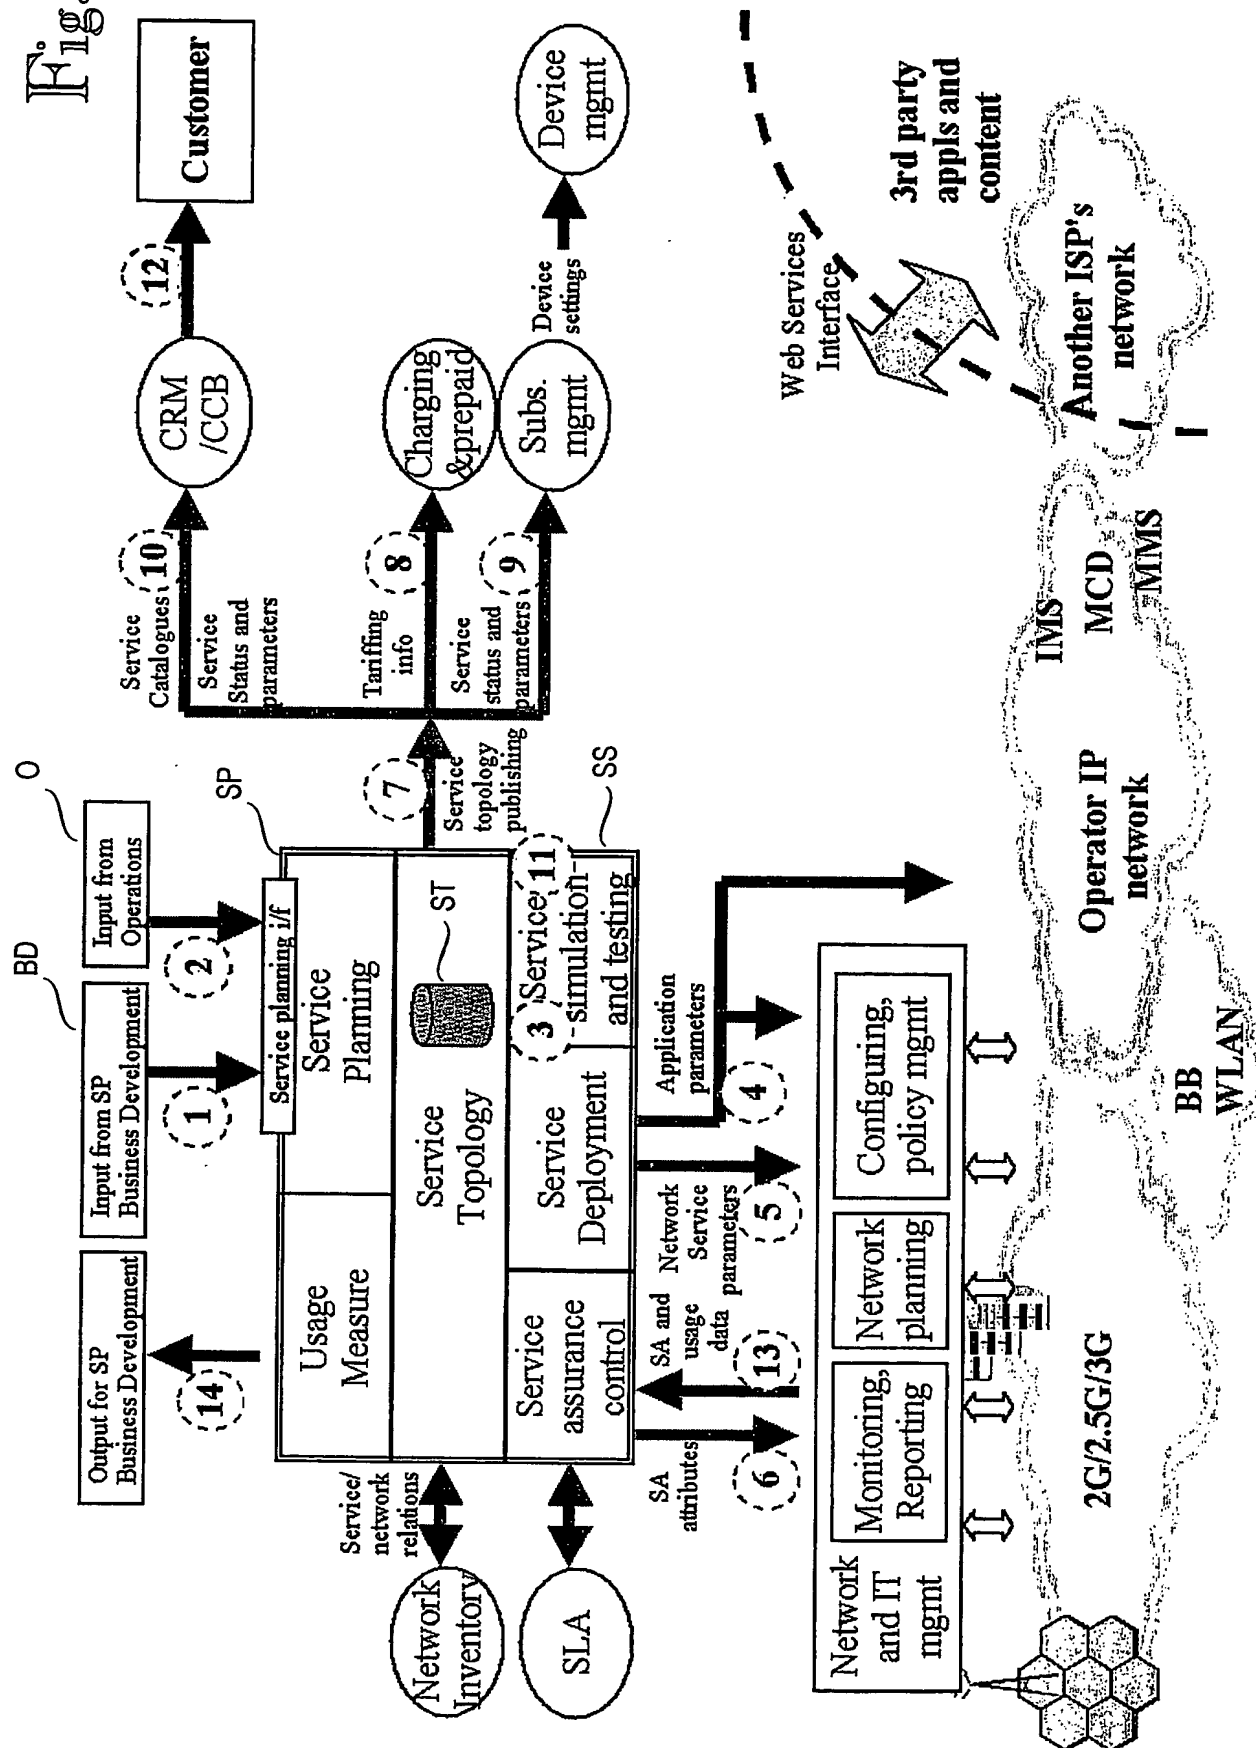 Fig.
BD
O
Output for SP
Business Development
Input from SP
Business Development
Input from
Operations
14
1
2
SP
Service planning i/f
Usage
Measure
Service
Planning
Service/
network
relations
Network
Inventory
Service
Topology
ST
7
Service
topology
publishing
SLA
Service
assurance
control
Service
Deployment
3
Service
11
simulation
and testing
SS
Service
Catalogues
10
Service
Status and
parameters
CRM
/CCB
12
Customer
Tariffing
info
8
Charging
&prepaid
Service
status and
parameters
9
Subs.
mgmt
Device
settings
Device
mgmt
SA
attributes
6
SA and
usage
data
13
Network
Service
parameters
5
Application
parameters
4
Network
and IT
mgmt
Monitoring,
Reporting
Network
planning
Configuring,
policy mgmt
Web Services
Interface
3rd party
appls and
content
2G/2.5G/3G
BB
WLAN
Operator IP
network
IMS
MCD
MMS
Another ISP's
network